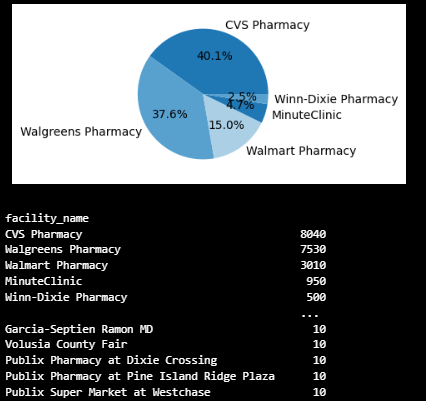 CVS Pharmacy
40.1%
2.5%
Winn-Dixie Pharmacy
4.7%
MinuteClinic
37.6%
15.0%
Walgreens Pharmacy
Walmart Pharmacy
facility_name
CVS Pharmacy 8040
Walgreens Pharmacy 7530
Walmart Pharmacy 3010
MinuteClinic 950
Winn-Dixie Pharmacy 500
...
Garcia-Septien Ramon MD 10
Volusia County Fair 10
Publix Pharmacy at Dixie Crossing 10
Publix Pharmacy at Pine Island Ridge Plaza 10
Publix Super Market at Westchase 10